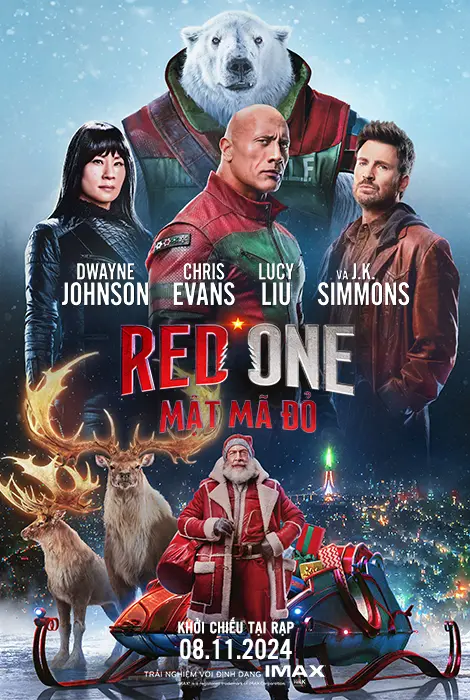 DWAYNE JOHNSON
CHRIS EVANS
LUCY LIU
VÀ J.K. SIMMONS
RED ONE
MẬT MÃ ĐỎ
KHỞI CHIẾU TẠI RẠP
08.11.2024
TRẢI NGHIỆM VỚI ĐỊNH DẠNG IMAX